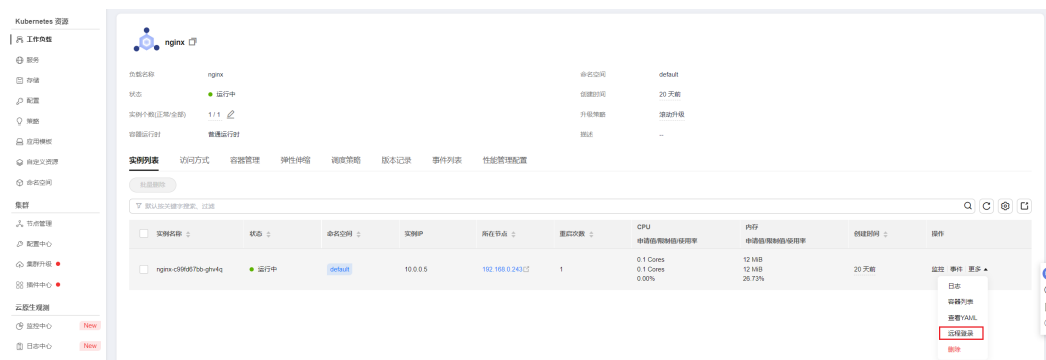 Kubernetes 资源
工作负载
服务
存储
配置
策略
应用模板
自定义资源
命名空间
集群
节点管理
配置中心
集群升级
插件中心
云原生观测
监控中心 New
日志中心 New
nginx
负载名称 nginx 命名空间 default
状态 运行中 创建时间 20 天前
实例个数(正常/全部) 1 / 1 升级策略 滚动升级
容器运行时 普通运行时 描述 --
实例列表 访问方式 容器管理 弹性伸缩 调度策略 版本记录 事件列表 性能管理配置
批量删除
默认按关键字搜索、过滤
实例名称 状态 命名空间 实例IP 所在节点 重启次数 CPU 申请值/限制值/使用率 内存 申请值/限制值/使用率 创建时间 操作
nginx-c99fd67bb-ghv4q 运行中 default 10.0.0.5 192.168.0.243 1 0.1 Cores 0.1 Cores 0.00% 12 MiB 12 MiB 26.73% 20 天前 监控 事件 更多
日志
容器列表
查看YAML
远程登录
删除